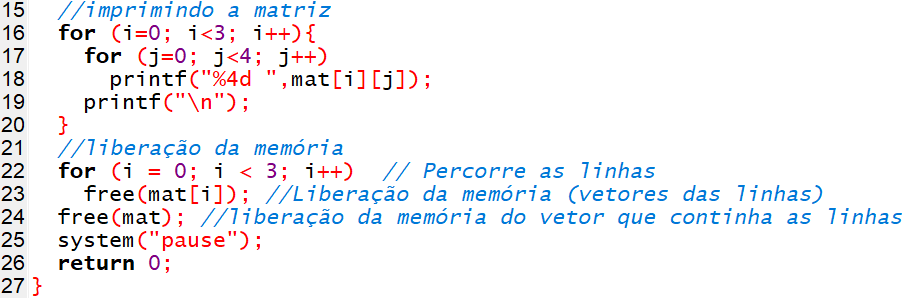 15 //imprimindo a matriz
16 for (i=0; i<3; i++){
17 for (j=0; j<4; j++)
18 printf("%4d ",mat[i][j]);
19 printf("\n");
20 }
21 //liberação da memória
22 for (i = 0; i < 3; i++) // Percorre as linhas
23 free(mat[i]); //Liberação da memória (vetores das linhas)
24 free(mat); //liberação da memória do vetor que continha as linhas
25 system("pause");
26 return 0;
27 }